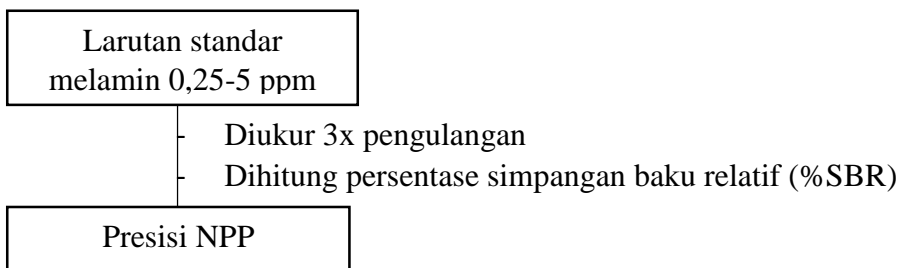 Larutan standar
melamin 0,25-5 ppm
- Diukur 3x pengulangan
- Dihitung persentase simpangan baku relatif (%SBR)
Presisi NPP